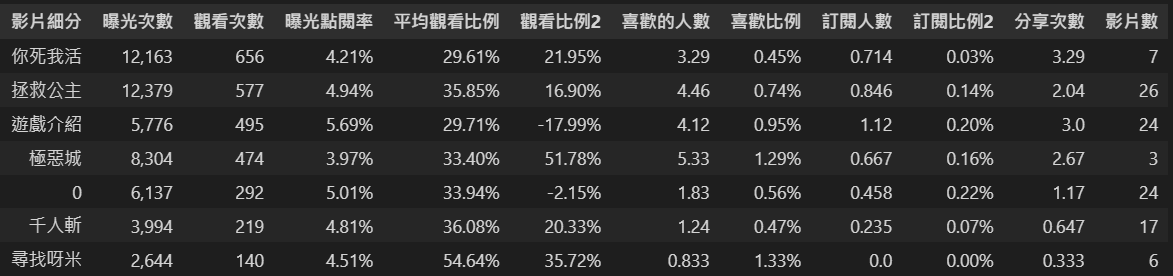 影片細分 曝光次數 觀看次數 曝光點閱率 平均觀看比例 觀看比例2 喜歡的人數 喜歡比例 訂閱人數 訂閱比例2 分享次數 影片數
你死我活 12,163 656 4.21% 29.61% 21.95% 3.29 0.45% 0.714 0.03% 3.29 7
拯救公主 12,379 577 4.94% 35.85% 16.90% 4.46 0.74% 0.846 0.14% 2.04 26
遊戲介紹 5,776 495 5.69% 29.71% -17.99% 4.12 0.95% 1.12 0.20% 3.0 24
極惡城 8,304 474 3.97% 33.40% 51.78% 5.33 1.29% 0.667 0.16% 2.67 3
0 6,137 292 5.01% 33.94% -2.15% 1.83 0.56% 0.458 0.22% 1.17 24
千人斬 3,994 219 4.81% 36.08% 20.33% 1.24 0.47% 0.235 0.07% 0.647 17
尋找呀米 2,644 140 4.51% 54.64% 35.72% 0.833 1.33% 0.0 0.00% 0.333 6